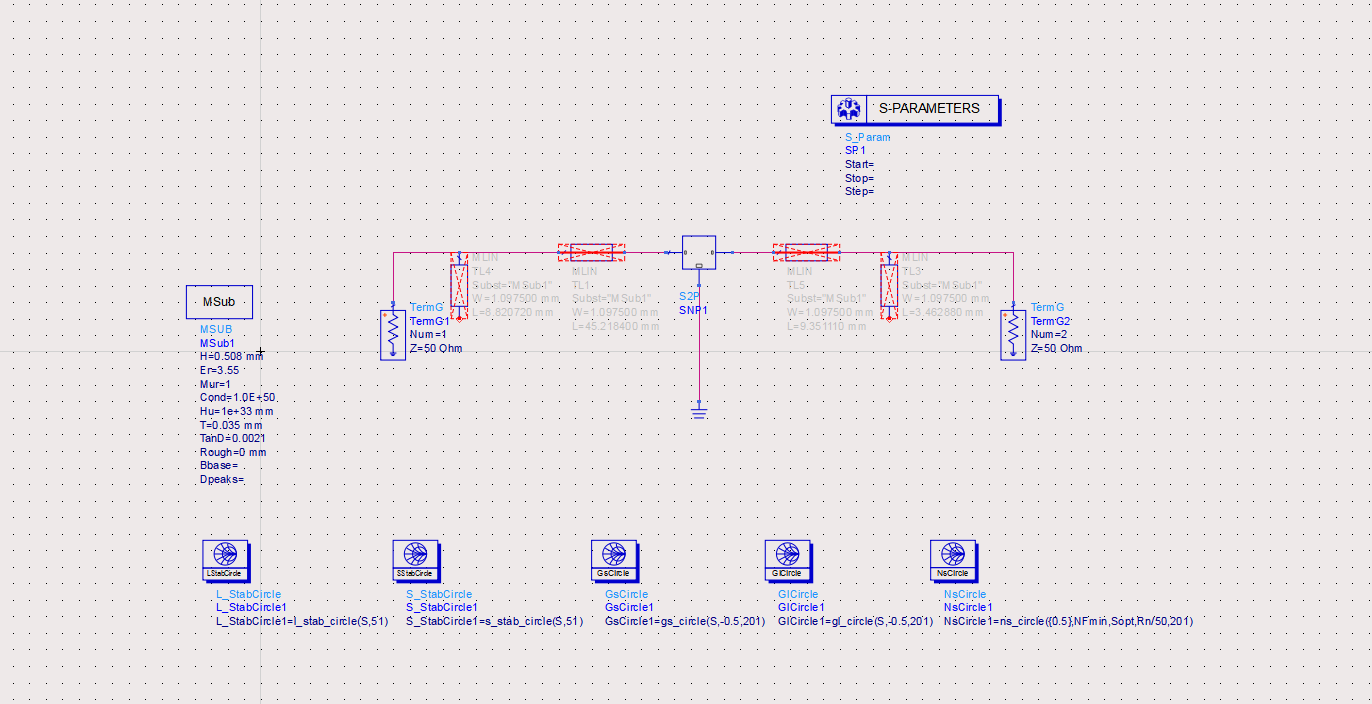 S-PARAMETERS
S_Param
SP1
Start=
Stop=
Step=
MLIN
TL4
Subst="MSub1"
W=1.097500 mm
L=8.820720 mm
MLIN
TL1
Subst="MSub1"
W=1.097500 mm
L=45.218400 mm
S2P
SNP1
MLIN
TL5
Subst="MSub1"
W=1.097500 mm
L=9.351110 mm
MLIN
TL3
Subst="MSub1"
W=1.097500 mm
L=3.462880 mm
TermG
TermG1
Num=1
Z=50 Ohm
TermG
TermG2
Num=2
Z=50 Ohm
MSub
MSUB
MSub1
H=0.508 mm
Er=3.55
Mur=1
Cond=1.0E+50
Hu=1e+33 mm
T=0.035 mm
TanD=0.0021
Rough=0 mm
Bbase=
Dpeaks=
LStabCircle
L_StabCircle
L_StabCircle1
L_StabCircle1=l_stab_circle(S,51)
SStabCircle
S_StabCircle
S_StabCircle1
S_StabCircle1=s_stab_circle(S,51)
GsCircle
GsCircle
GsCircle1
GsCircle1=gs_circle(S,-0.5,201)
GlCircle
GlCircle
GlCircle1
GlCircle1=gl_circle(S,-0.5,201)
NsCircle
NsCircle
NsCircle1
NsCircle1=ns_circle({0.5},NFmin,Sopt,Rn/50,201)